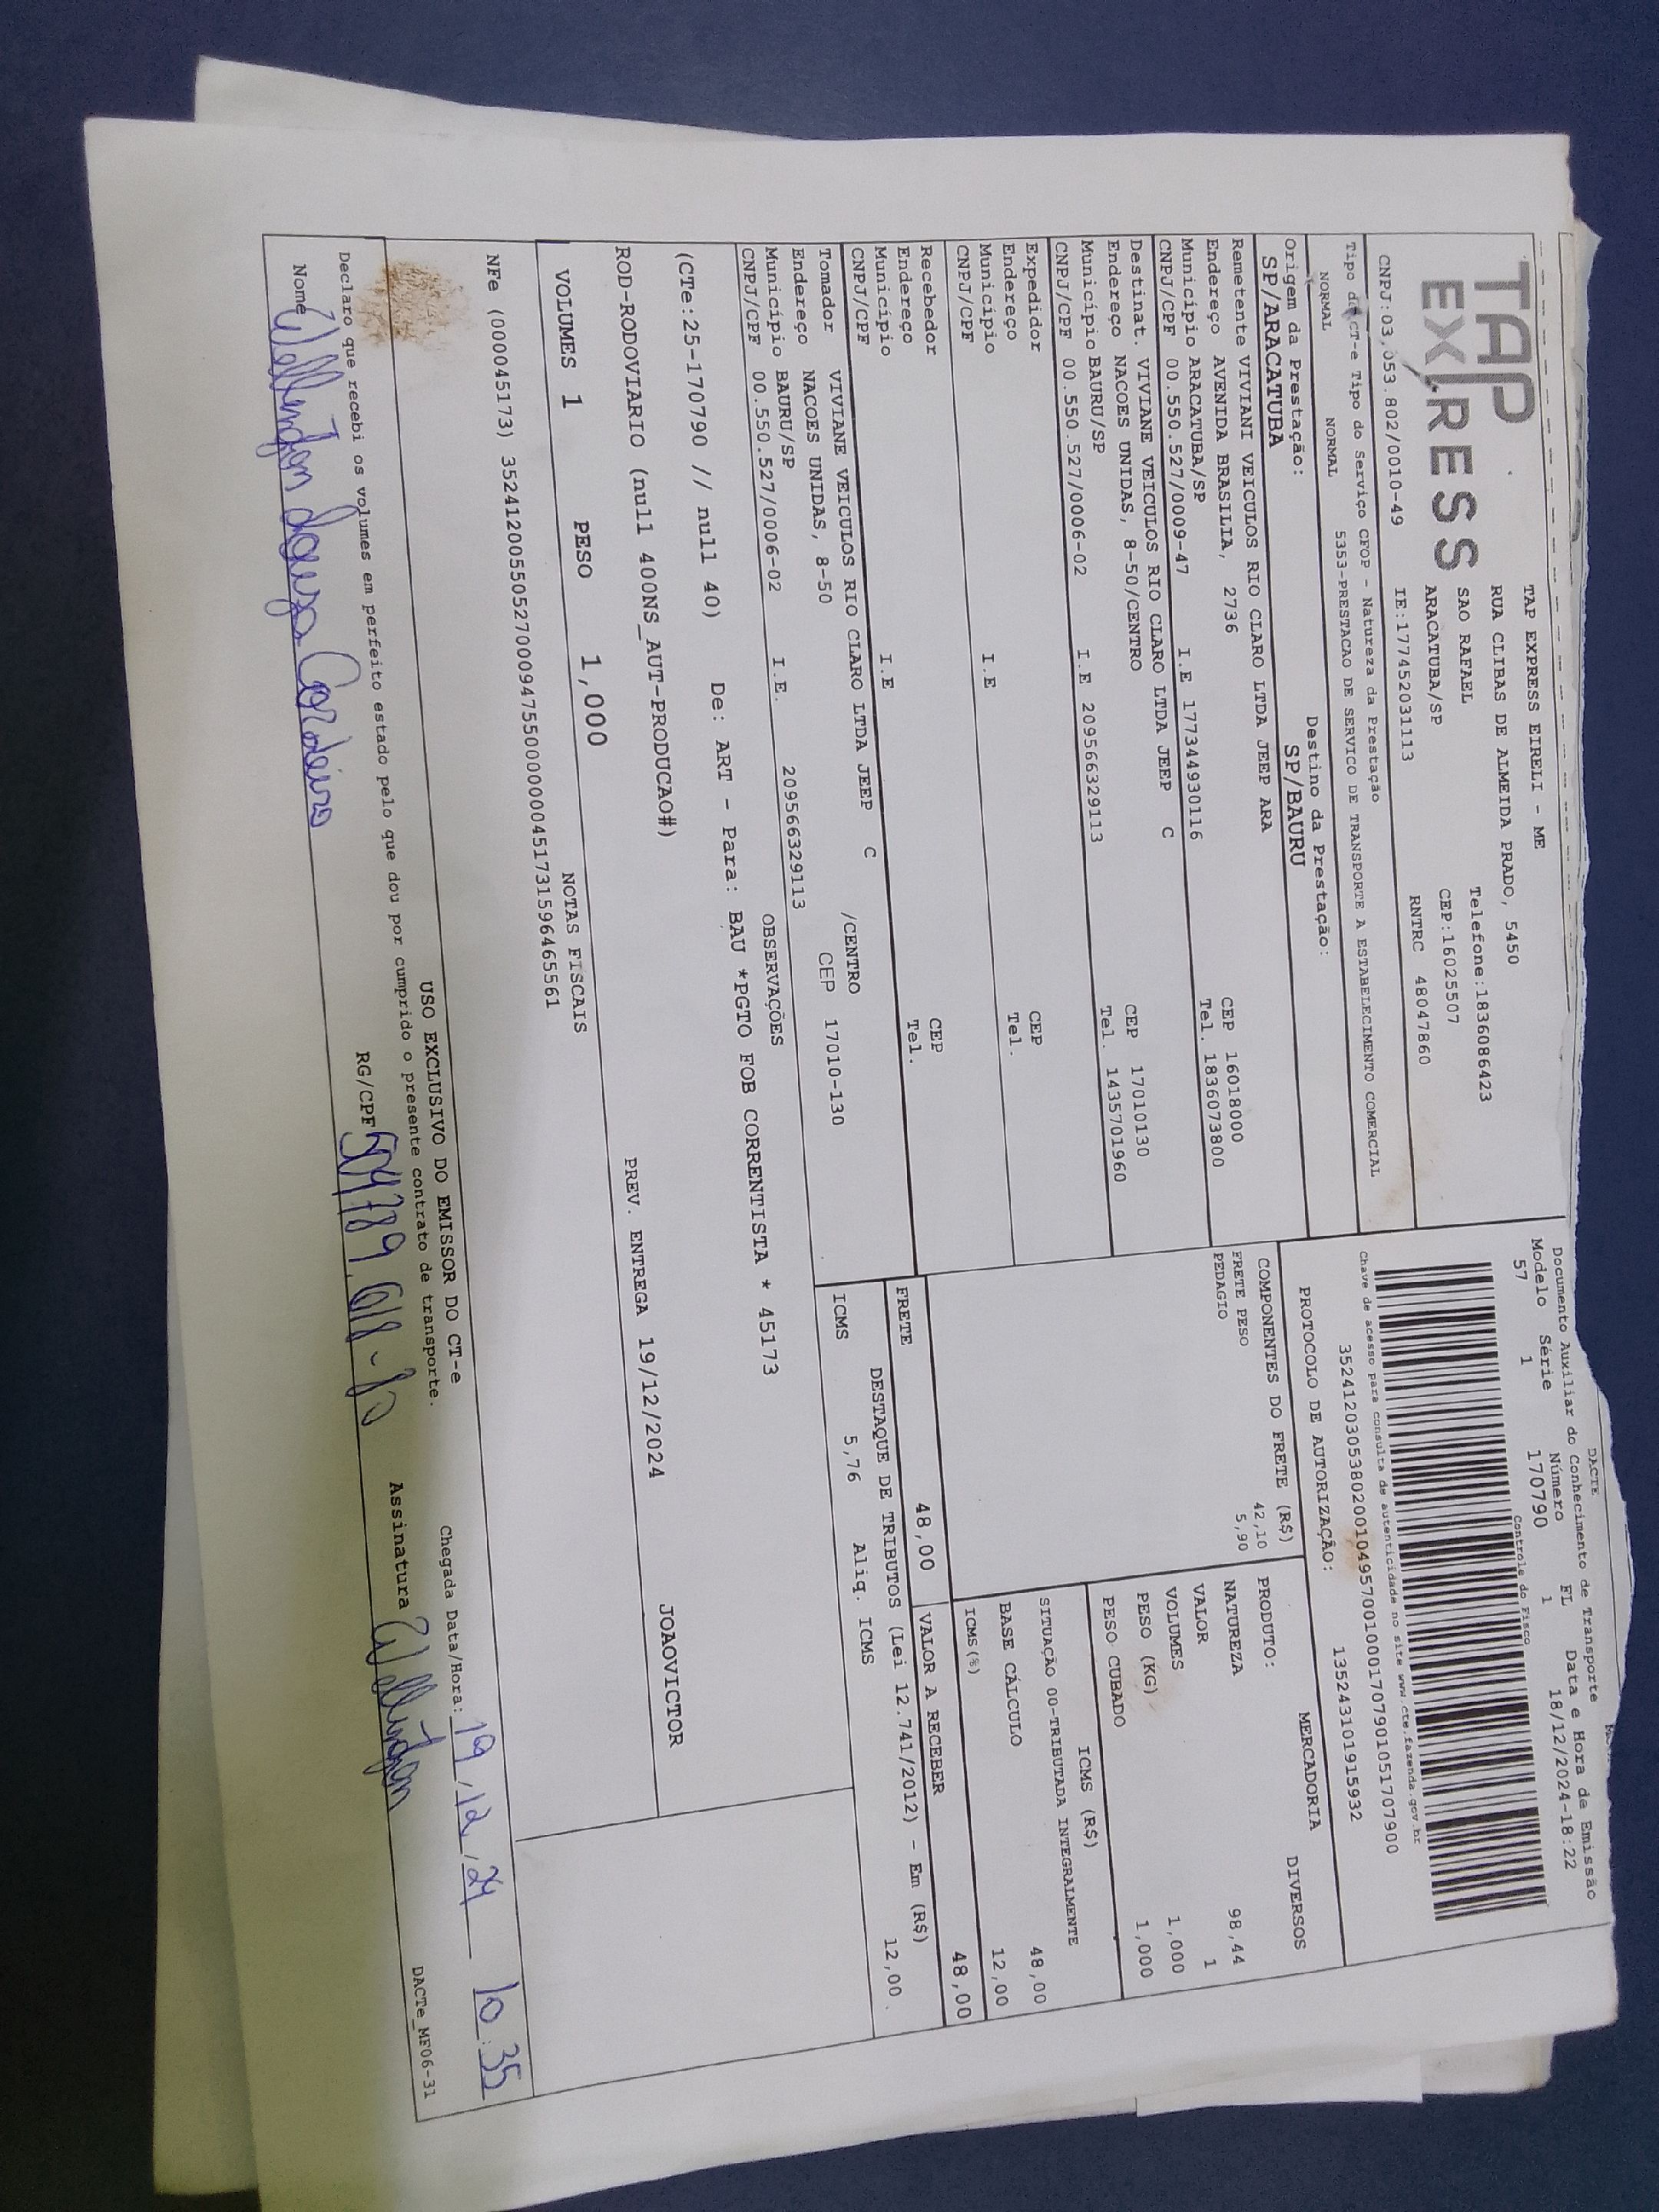 TAP
EXPRESS
TAP EXPRESS EIRELI - ME
RUA CLIBAS DE ALMEIDA PRADO, 5450
SAO RAFAEL Telefone:1836086423
ARACATUBA/SP CEP:16025507
CNPJ:03.053.802/0010-49 IE:177452031113 RNTRC 48047860
Tipo do CT-e Tipo do Serviço CFOP - Natureza da Prestação
NORMAL NORMAL 5353-PRESTACAO DE SERVICO DE TRANSPORTE A ESTABELECIMENTO COMERCIAL
Origem da Prestação: Destino da Prestação:
SP/ARACATUBA SP/BAURU
DACTE
Documento Auxiliar do Conhecimento de Transporte
Modelo Série Número FL Data e Hora de Emissão
57 1 170790 1 18/12/2024-18:22
Controle do Fisco
Chave de acesso para consulta de autenticidade no site www.cte.fazenda.gov.br
35241203053802001049570010001707901051707900
PROTOCOLO DE AUTORIZAÇÃO: 135243101915932
Remetente VIVIANI VEICULOS RIO CLARO LTDA JEEP ARA
Endereço AVENIDA BRASILIA, 2736 CEP 16018000
Municipio ARACATUBA/SP Tel. 1836073800
CNPJ/CPF 00.550.527/0009-47 I.E 177344930116
Destinat. VIVIANE VEICULOS RIO CLARO LTDA JEEP C
Endereço NACOES UNIDAS, 8-50/CENTRO CEP 17010130
Municipio BAURU/SP Tel. 1435701960
CNPJ/CPF 00.550.527/0006-02 I.E 209566329113
Expedidor
Endereço CEP
Municipio Tel.
CNPJ/CPF I.E
Recebedor
Endereço CEP
Municipio Tel.
CNPJ/CPF I.E
Tomador VIVIANE VEICULOS RIO CLARO LTDA JEEP C
Endereço NACOES UNIDAS, 8-50 /CENTRO
Municipio BAURU/SP CEP 17010-130
CNPJ/CPF 00.550.527/0006-02 I.E. 209566329113
COMPONENTES DO FRETE (R$)
FRETE PESO 42,10
PEDAGIO 5,90
MERCADORIA
PRODUTO: DIVERSOS
NATUREZA
VALOR 98,44
VOLUMES 1
PESO (KG) 1,000
PESO CUBADO 1,000
ICMS (R$)
SITUAÇÃO 00-TRIBUTADA INTEGRALMENTE
BASE CÁLCULO 48,00
ICMS(%) 12,00
FRETE 48,00 VALOR A RECEBER 48,00
DESTAQUE DE TRIBUTOS (Lei 12.741/2012) - Em (R$)
ICMS 5,76 Aliq. ICMS 12,00
OBSERVAÇÕES
(CTe:25-170790 // null 40) De: ART - Para: BAU *PGTO FOB CORRENTISTA * 45173
ROD-RODOVIARIO (null 400NS_AUT-PRODUCAO#)
PREV. ENTREGA 19/12/2024 JOAOVICTOR
VOLUMES 1 PESO 1,000
NOTAS FISCAIS
NFe (000045173) 35241200550527000947550000000451731596465561
USO EXCLUSIVO DO EMISSOR DO CT-e
Declaro que recebi os volumes em perfeito estado pelo que dou por cumprido o presente contrato de transporte.
Chegada Data/Hora: 19/12/24 10:35
Nome Wellington Souza Cordeiro RG/CPF Assinatura Wellington
DACTe_MF06-31